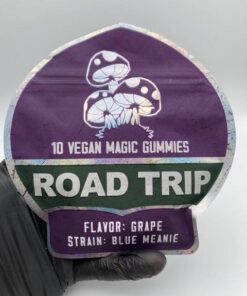 10 VEGAN MAGIC GUMMIES
ROAD TRIP
FLAVOR: GRAPE
STRAIN: BLUE MEANIE